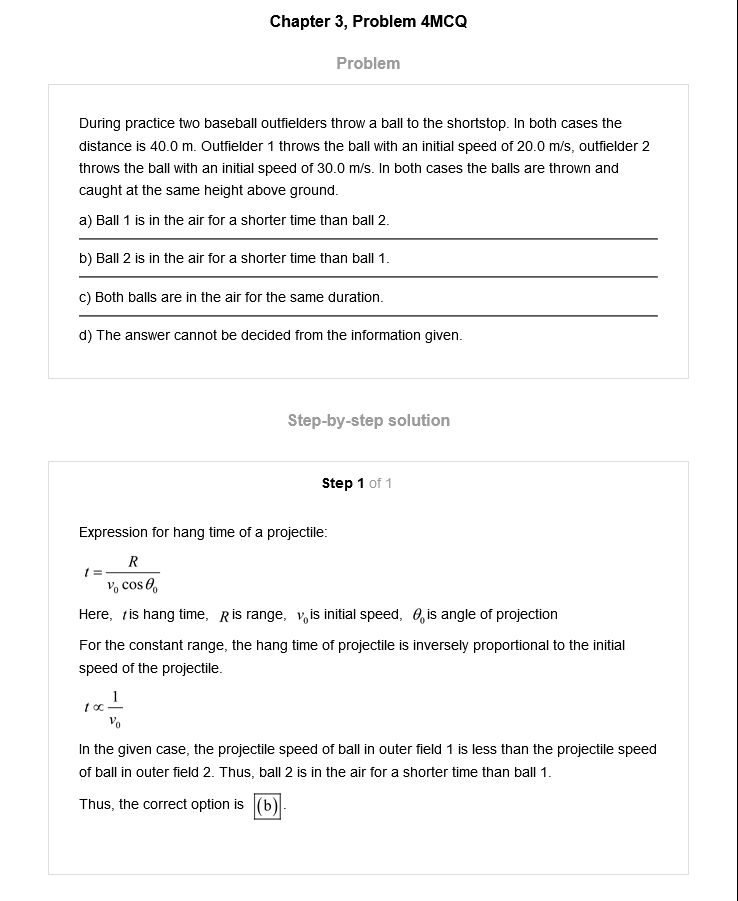 Chapter 3, Problem 4MCQ
Problem
During practice two baseball outfielders throw a ball to the shortstop. In both cases the
distance is 40.0 m. Outfielder 1 throws the ball with an initial speed of 20.0 m/s, outfielder 2
throws the ball with an initial speed of 30.0 m/s. In both cases the balls are thrown and
caught at the same height above ground.
a) Ball 1 is in the air for a shorter time than ball 2.
b) Ball 2 is in the air for a shorter time than ball 1.
c) Both balls are in the air for the same duration.
d) The answer cannot be decided from the information given.
Step-by-step solution
Step 1 of 1
Expression for hang time of a projectile:
t = R / (v₀ cos θ₀)
Here, t is hang time, R is range, v₀ is initial speed, θ₀ is angle of projection
For the constant range, the hang time of projectile is inversely proportional to the initial
speed of the projectile.
t ∝ 1 / v₀
In the given case, the projectile speed of ball in outer field 1 is less than the projectile speed
of ball in outer field 2. Thus, ball 2 is in the air for a shorter time than ball 1.
Thus, the correct option is (b).